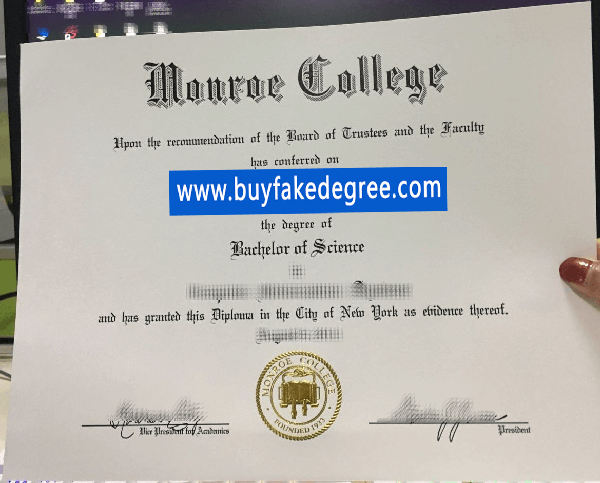 Monroe College
Upon the recommendation of the Board of Trustees and the Faculty
has conferred on
www.buyfakedegree.com
the degree of
Bachelor of Science
and has granted this Diploma in the City of New York as evidence thereof.
MONROE COLLEGE
FOUNDED 1933
Vice President for Academics
President